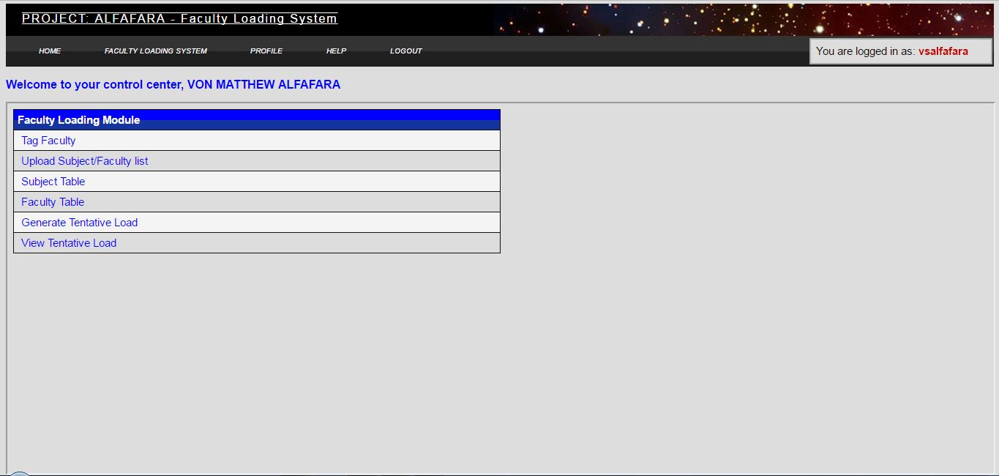 PROJECT: ALFAFARA - Faculty Loading System
HOME FACULTY LOADING SYSTEM PROFILE HELP LOGOUT
You are logged in as: vsalfafara
Welcome to your control center, VON MATTHEW ALFAFARA
Faculty Loading Module
Tag Faculty
Upload Subject/Faculty list
Subject Table
Faculty Table
Generate Tentative Load
View Tentative Load